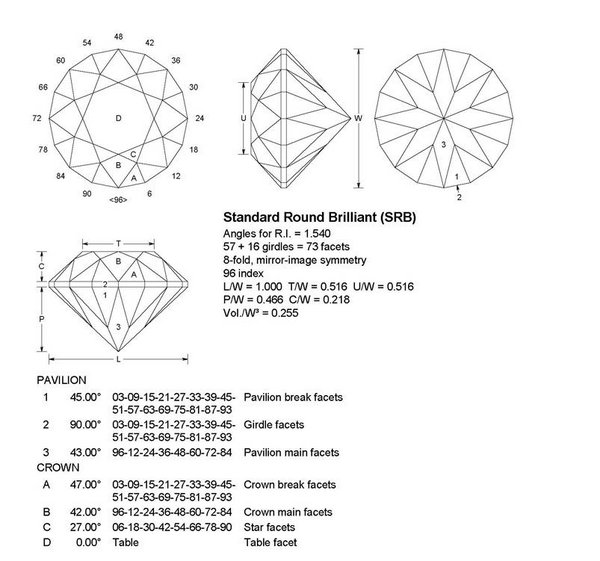 48
54 42
60 36
66 30
72 D 24
78 18
84 12
90 6
<96>
C
B
A
U
W
3
1
2
Standard Round Brilliant (SRB)
Angles for R.I. = 1.540
57 + 16 girdles = 73 facets
8-fold, mirror-image symmetry
96 index
L/W = 1.000 T/W = 0.516 U/W = 0.516
P/W = 0.466 C/W = 0.218
Vol./W³ = 0.255
T
C
B
A
2
1
P
3
L
PAVILION
1 45.00° 03-09-15-21-27-33-39-45- Pavilion break facets
51-57-63-69-75-81-87-93
2 90.00° 03-09-15-21-27-33-39-45- Girdle facets
51-57-63-69-75-81-87-93
3 43.00° 96-12-24-36-48-60-72-84 Pavilion main facets
CROWN
A 47.00° 03-09-15-21-27-33-39-45- Crown break facets
51-57-63-69-75-81-87-93
B 42.00° 96-12-24-36-48-60-72-84 Crown main facets
C 27.00° 06-18-30-42-54-66-78-90 Star facets
D 0.00° Table Table facet